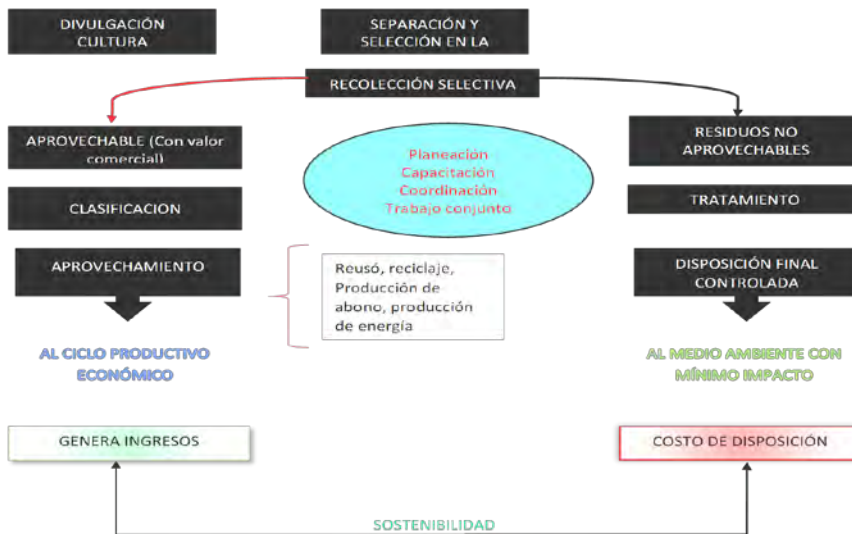 DIVULGACIÓN
CULTURA
SEPARACIÓN Y
SELECCIÓN EN LA
RECOLECCIÓN SELECTIVA
APROVECHABLE (Con valor
comercial)
RESIDUOS NO
APROVECHABLES
Planeación
Capacitación
Coordinación
Trabajo conjunto
CLASIFICACION
TRATAMIENTO
APROVECHAMIENTO
Reusó, reciclaje,
Producción de
abono, producción
de energía
DISPOSICIÓN FINAL
CONTROLADA
AL CICLO PRODUCTIVO
ECONÓMICO
AL MEDIO AMBIENTE CON
MÍNIMO IMPACTO
GENERA INGRESOS
COSTO DE DISPOSICIÓN
SOSTENIBILIDAD